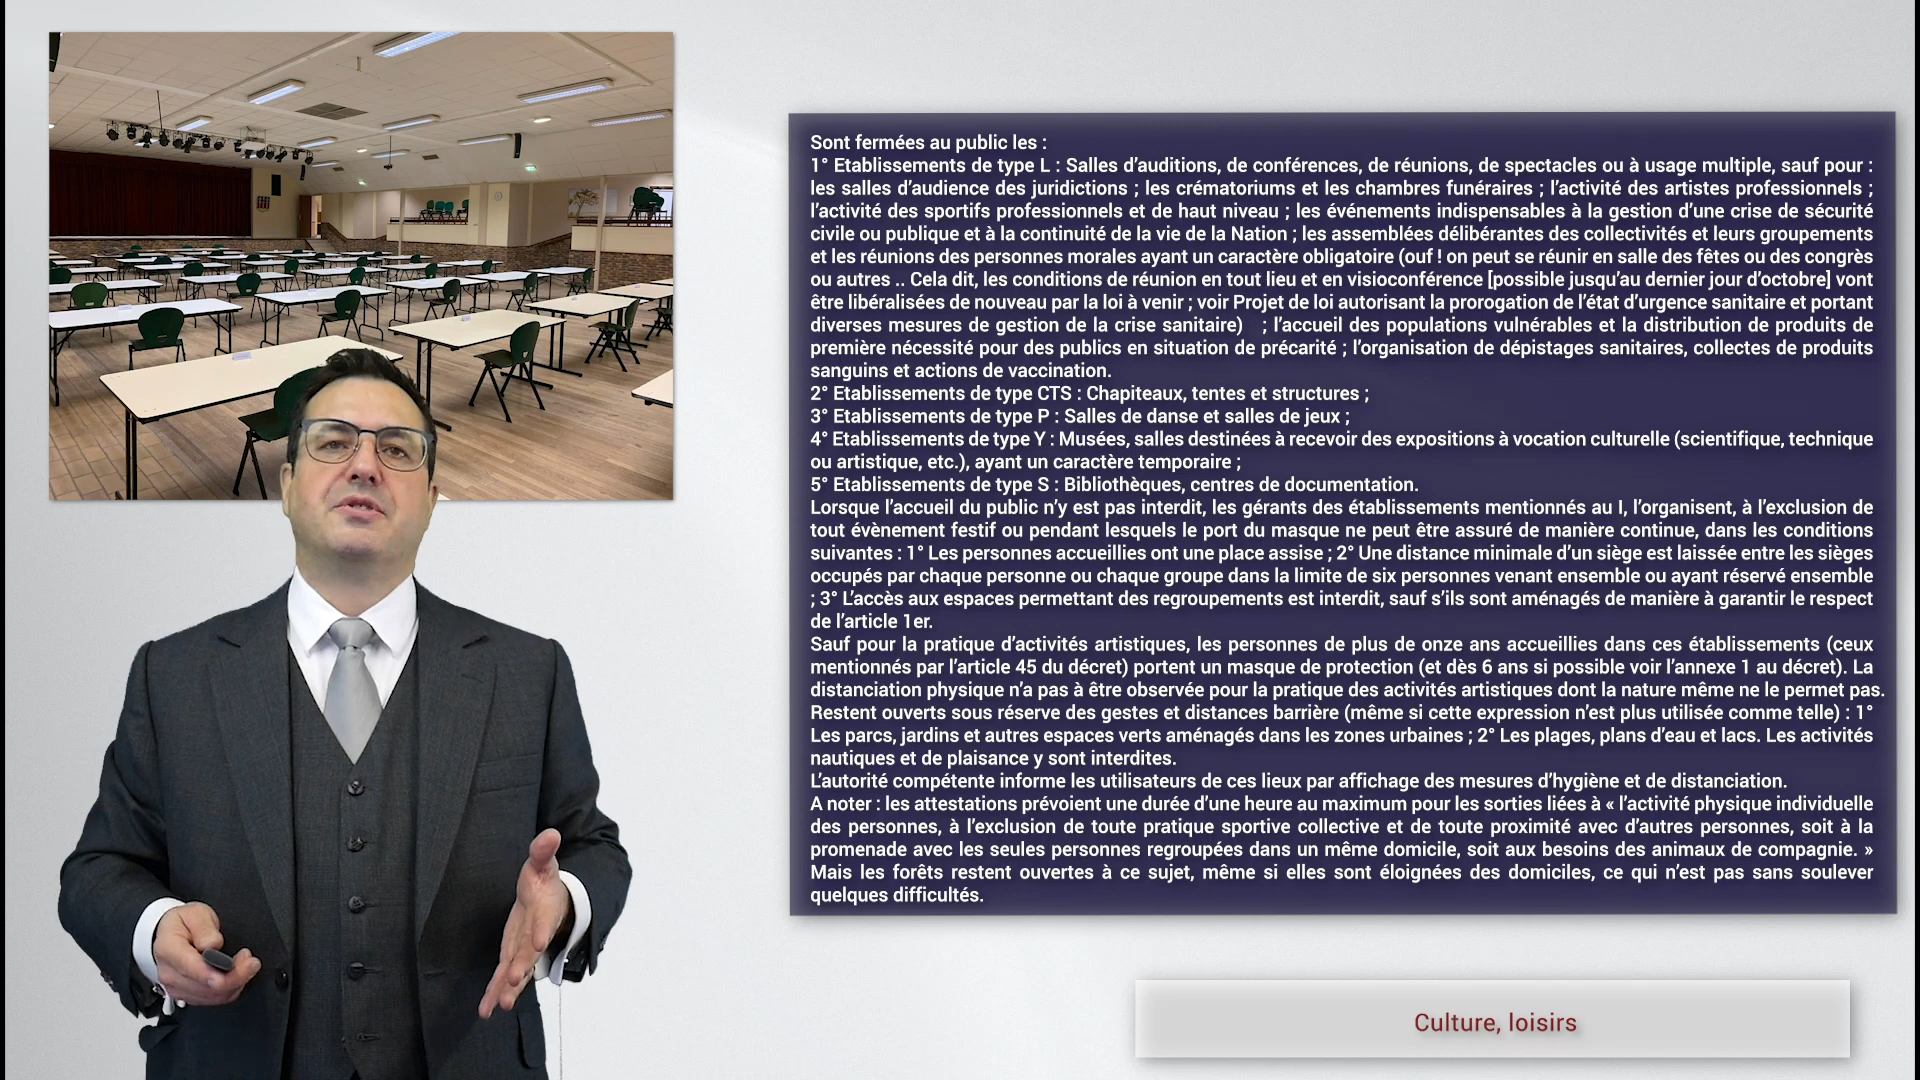 Sont fermées au public les :
1° Etablissements de type L : Salles d’auditions, de conférences, de réunions, de spectacles ou à usage multiple, sauf pour :
les salles d’audience des juridictions ; les crématoriums et les chambres funéraires ; l’activité des artistes professionnels ;
l’activité des sportifs professionnels et de haut niveau ; les événements indispensables à la gestion d’une crise de sécurité
civile ou publique et à la continuité de la vie de la Nation ; les assemblées délibérantes des collectivités et leurs groupements
et les réunions des personnes morales ayant un caractère obligatoire (ouf ! on peut se réunir en salle des fêtes ou des congrès
ou autres .. Cela dit, les conditions de réunion en tout lieu et en visioconférence [possible jusqu’au dernier jour d’octobre] vont
être libéralisées de nouveau par la loi à venir ; voir Projet de loi autorisant la prorogation de l’état d’urgence sanitaire et portant
diverses mesures de gestion de la crise sanitaire) ; l’accueil des populations vulnérables et la distribution de produits de
première nécessité pour des publics en situation de précarité ; l’organisation de dépistages sanitaires, collectes de produits
sanguins et actions de vaccination.
2° Etablissements de type CTS : Chapiteaux, tentes et structures ;
3° Etablissements de type P : Salles de danse et salles de jeux ;
4° Etablissements de type Y : Musées, salles destinées à recevoir des expositions à vocation culturelle (scientifique, technique
ou artistique, etc.), ayant un caractère temporaire ;
5° Etablissements de type S : Bibliothèques, centres de documentation.
Lorsque l’accueil du public n’y est pas interdit, les gérants des établissements mentionnés au I, l’organisent, à l’exclusion de
tout évènement festif ou pendant lesquels le port du masque ne peut être assuré de manière continue, dans les conditions
suivantes : 1° Les personnes accueillies ont une place assise ; 2° Une distance minimale d’un siège est laissée entre les sièges
occupés par chaque personne ou chaque groupe dans la limite de six personnes venant ensemble ou ayant réservé ensemble
; 3° L’accès aux espaces permettant des regroupements est interdit, sauf s’ils sont aménagés de manière à garantir le respect
de l’article 1er.
Sauf pour la pratique d’activités artistiques, les personnes de plus de onze ans accueillies dans ces établissements (ceux
mentionnés par l’article 45 du décret) portent un masque de protection (et dès 6 ans si possible voir l’annexe 1 au décret). La
distanciation physique n’a pas à être observée pour la pratique des activités artistiques dont la nature même ne le permet pas.
Restent ouverts sous réserve des gestes et distances barrière (même si cette expression n’est plus utilisée comme telle) : 1°
Les parcs, jardins et autres espaces verts aménagés dans les zones urbaines ; 2° Les plages, plans d’eau et lacs. Les activités
nautiques et de plaisance y sont interdites.
L’autorité compétente informe les utilisateurs de ces lieux par affichage des mesures d’hygiène et de distanciation.
A noter : les attestations prévoient une durée d’une heure au maximum pour les sorties liées à « l’activité physique individuelle
des personnes, à l’exclusion de toute pratique sportive collective et de toute proximité avec d’autres personnes, soit à la
promenade avec les seules personnes regroupées dans un même domicile, soit aux besoins des animaux de compagnie. »
Mais les forêts restent ouvertes à ce sujet, même si elles sont éloignées des domiciles, ce qui n’est pas sans soulever
quelques difficultés.
Culture, loisirs